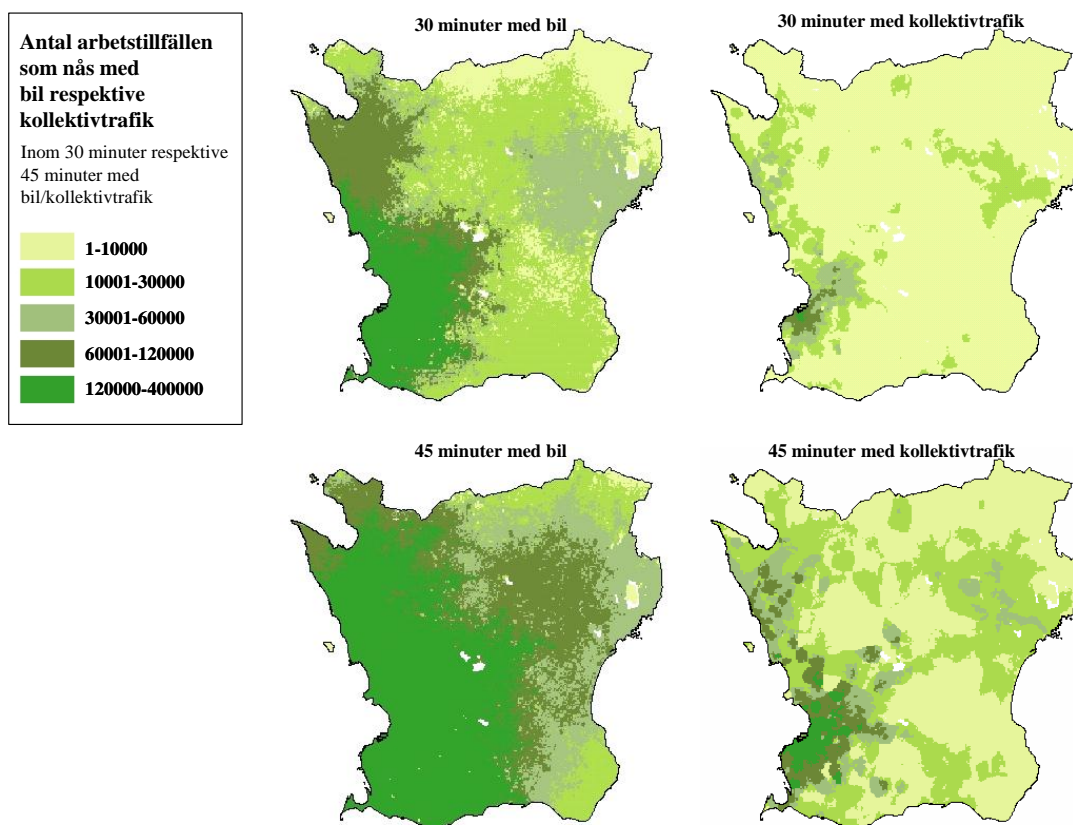 Antal arbetstillfällen
som nås med
bil respektive
kollektivtrafik
Inom 30 minuter respektive
45 minuter med
bil/kollektivtrafik
1-10000
10001-30000
30001-60000
60001-120000
120000-400000
30 minuter med bil
30 minuter med kollektivtrafik
45 minuter med bil
45 minuter med kollektivtrafik